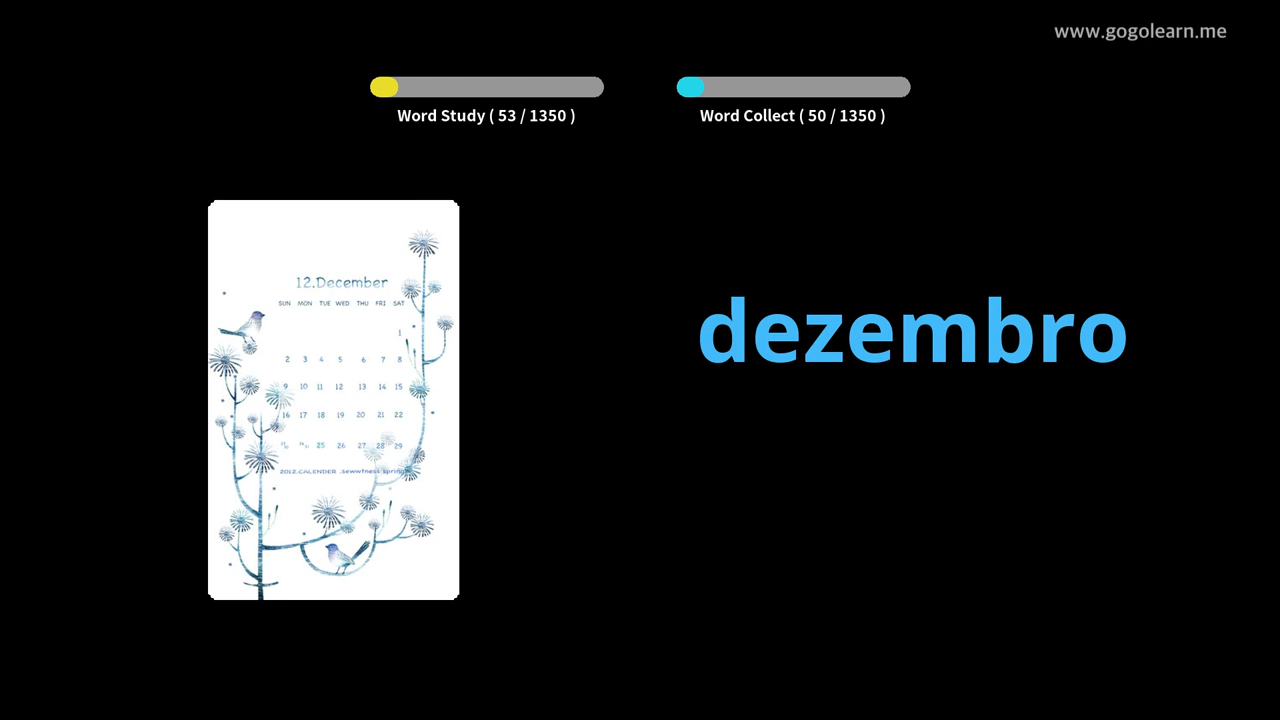 www.gogolearn.me
Word Study ( 53 / 1350 )
Word Collect ( 50 / 1350 )
12.December
SUN MON TUE WED THU FRI SAT
1
2 3 4 5 6 7 8
9 10 11 12 13 14 15
16 17 18 19 20 21 22
25 26 27 28 29
2012.CALENDER
dezembro